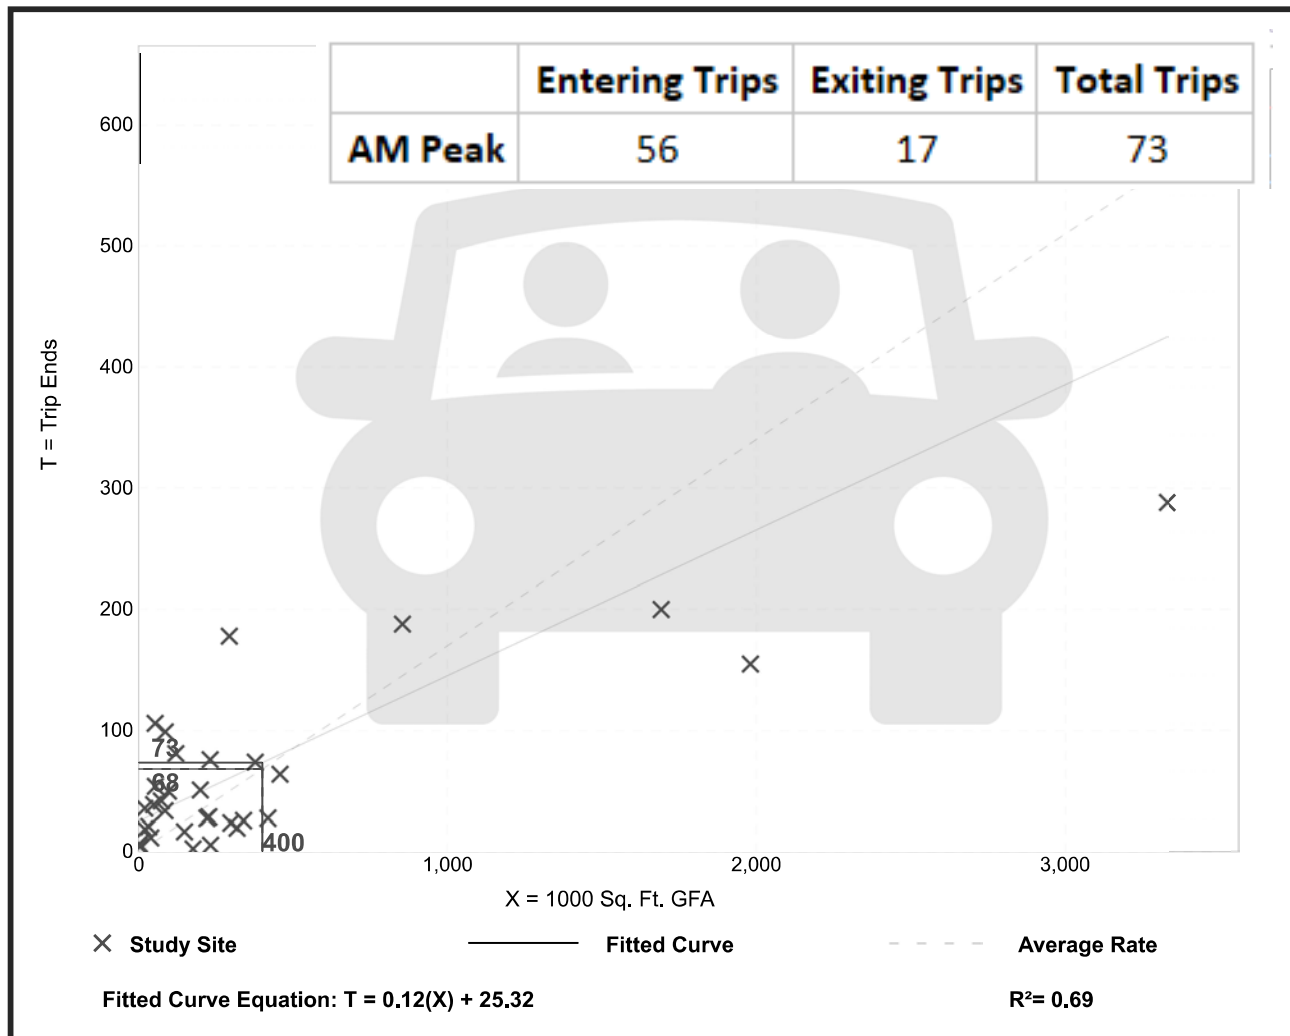 Entering Trips Exiting Trips Total Trips
AM Peak 56 17 73
600
500
400
300
200
100
0
T = Trip Ends
73
68
400
0 1,000 2,000 3,000
X = 1000 Sq. Ft. GFA
Study Site Fitted Curve Average Rate
Fitted Curve Equation: T = 0.12(X) + 25.32 R²= 0.69